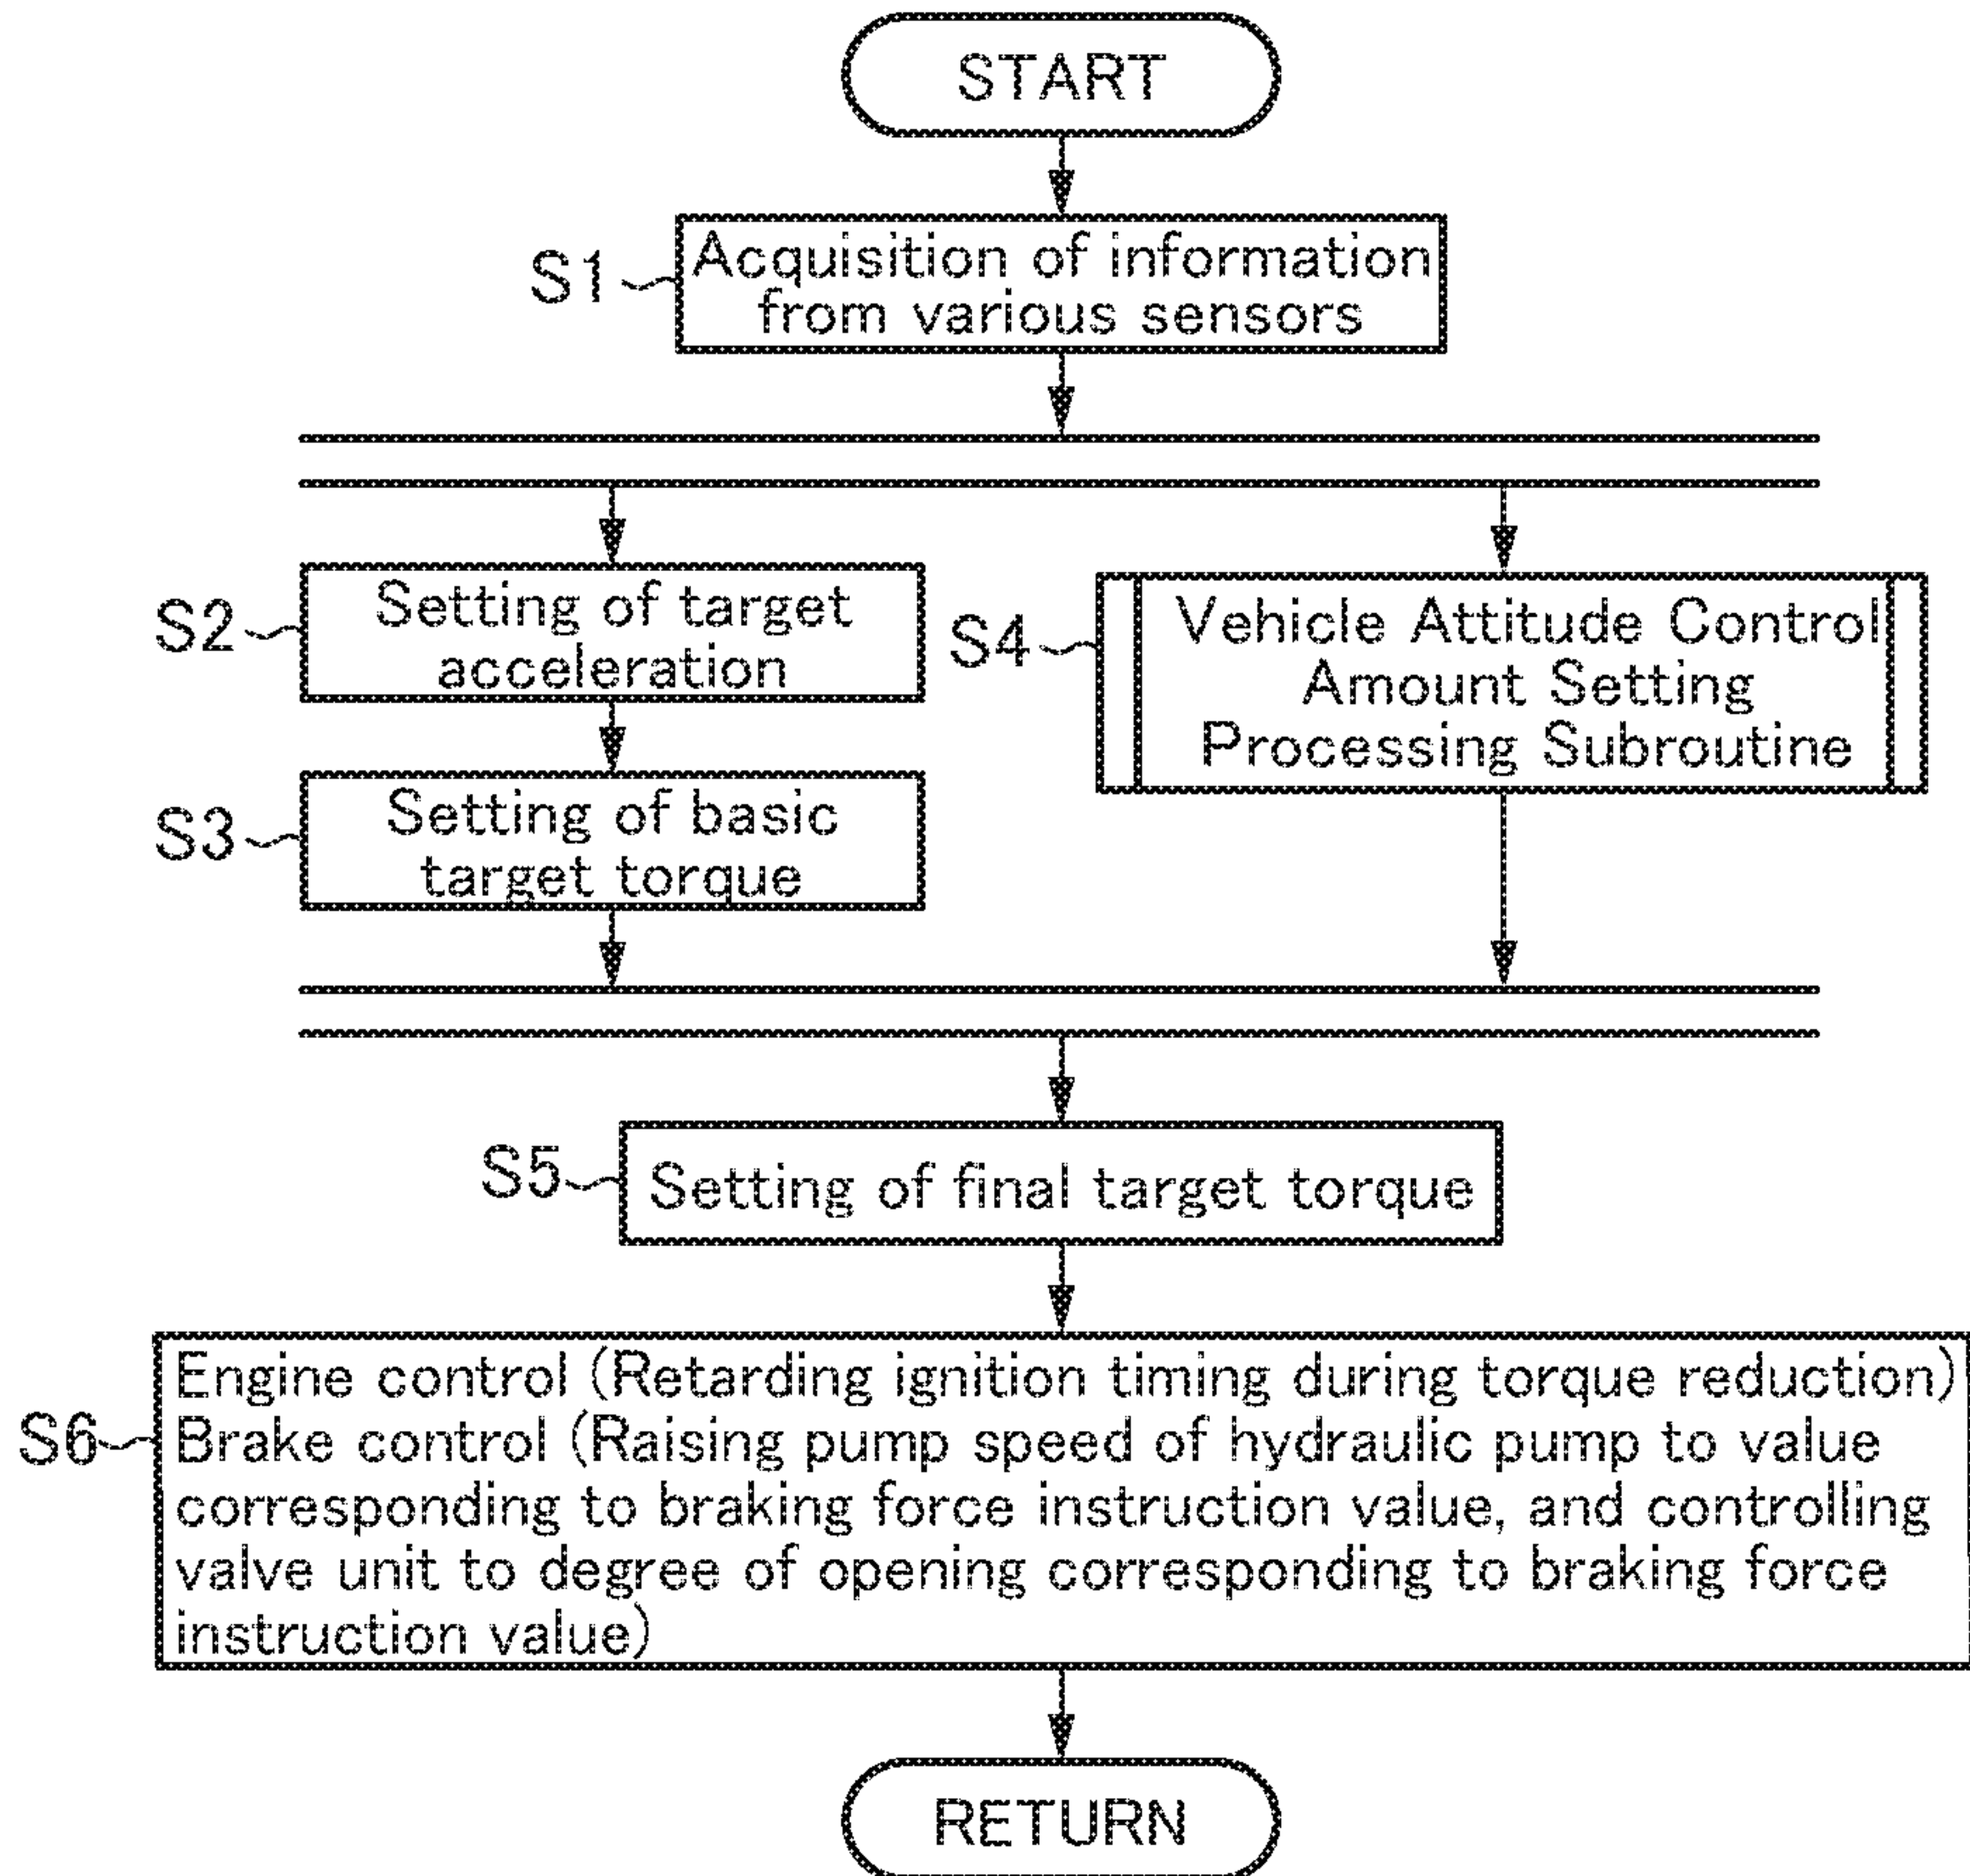 START
S1
Acquisition of information
from various sensors
S2
Setting of target
acceleration
S3
Setting of basic
target torque
S4
Vehicle Attitude Control
Amount Setting
Processing Subroutine
S5
Setting of final target torque
S6
Engine control (Retarding ignition timing during torque reduction)
Brake control (Raising pump speed of hydraulic pump to value
corresponding to braking force instruction value, and controlling
valve unit to degree of opening corresponding to braking force
instruction value)
RETURN